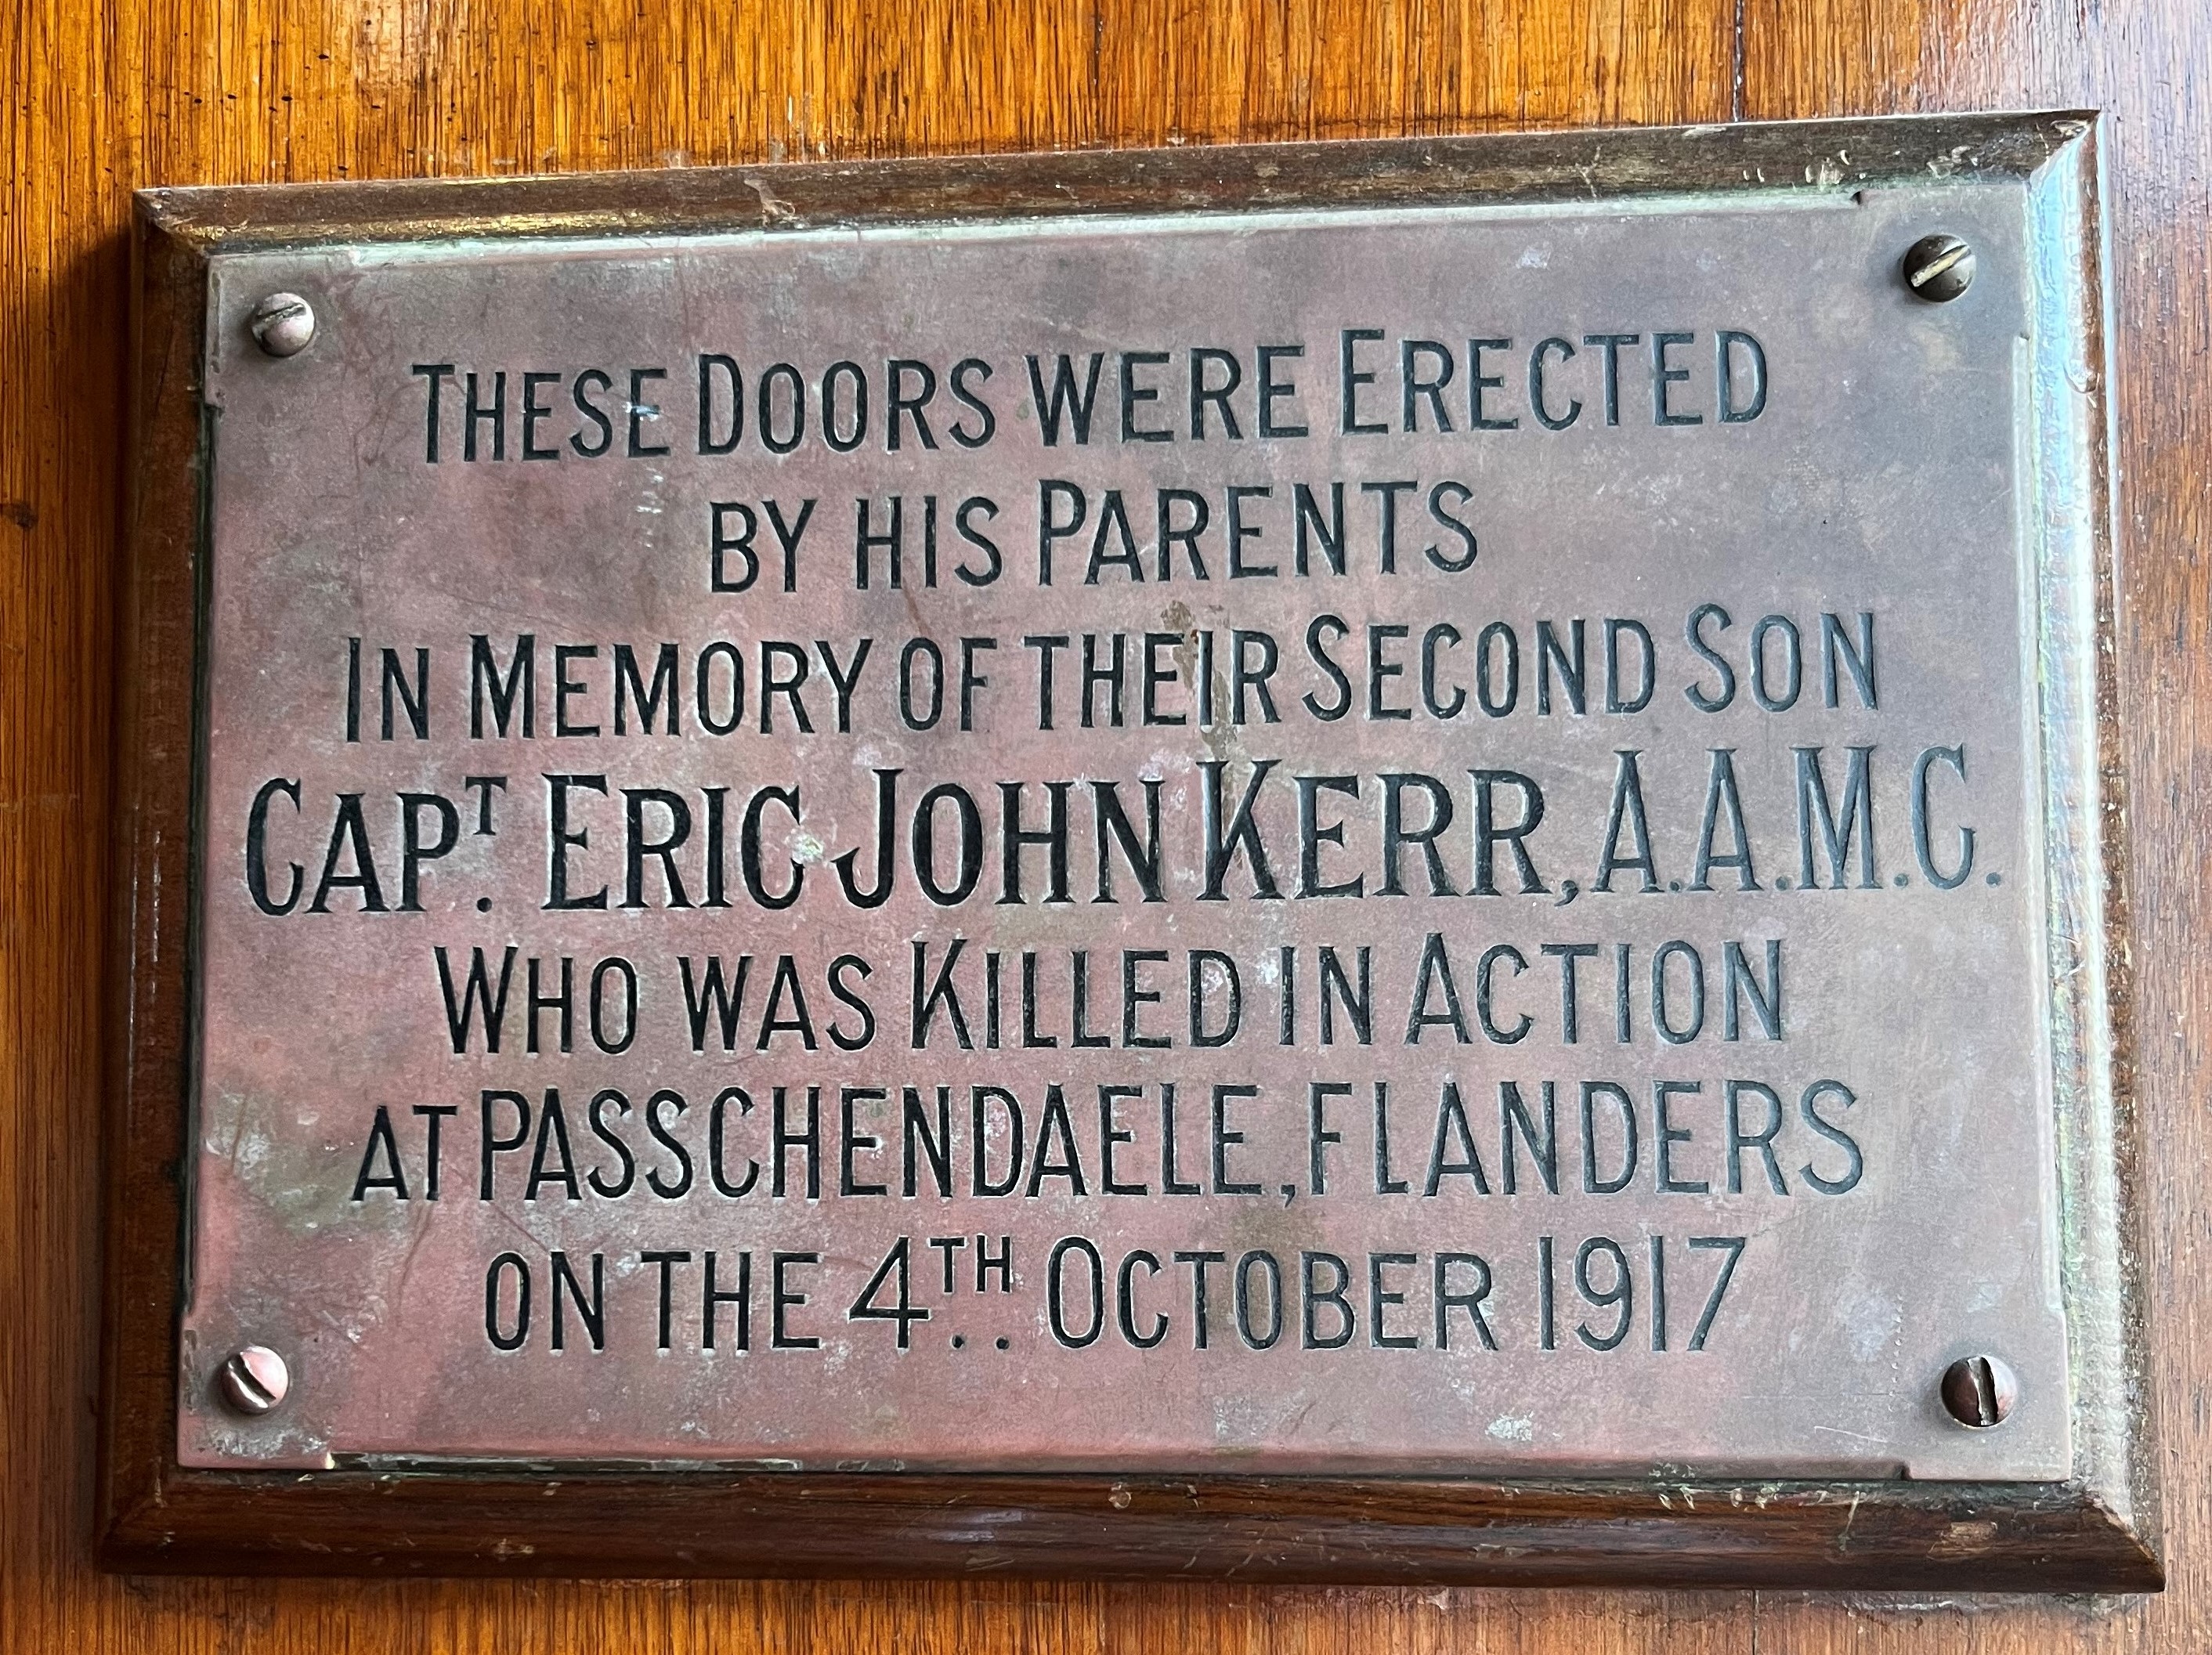 THESE DOORS WERE ERECTED
BY HIS PARENTS
IN MEMORY OF THEIR SECOND SON
CAPT. ERIC JOHN KERR, A.A.M.C.
WHO WAS KILLED IN ACTION
AT PASSCHENDAELE, FLANDERS
ON THE 4TH.. OCTOBER 1917